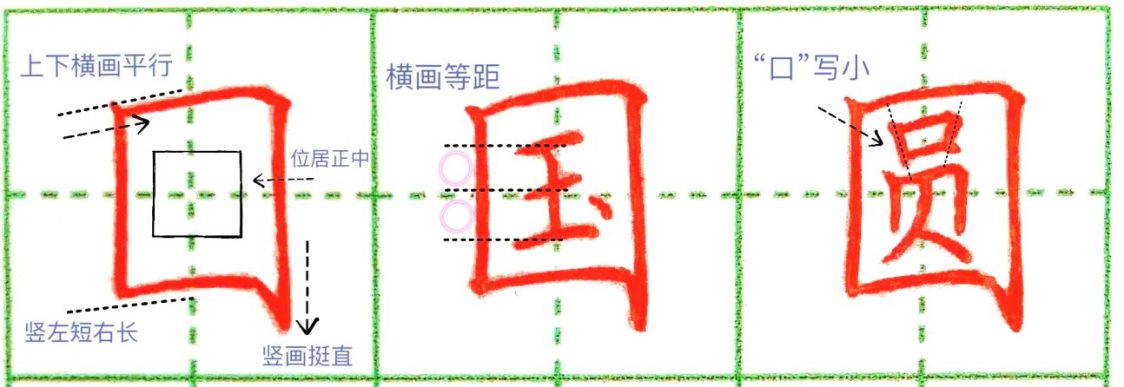 上下横画平行
位居正中
竖左短右长
竖画挺直
横画等距
国
“口”写小
圆